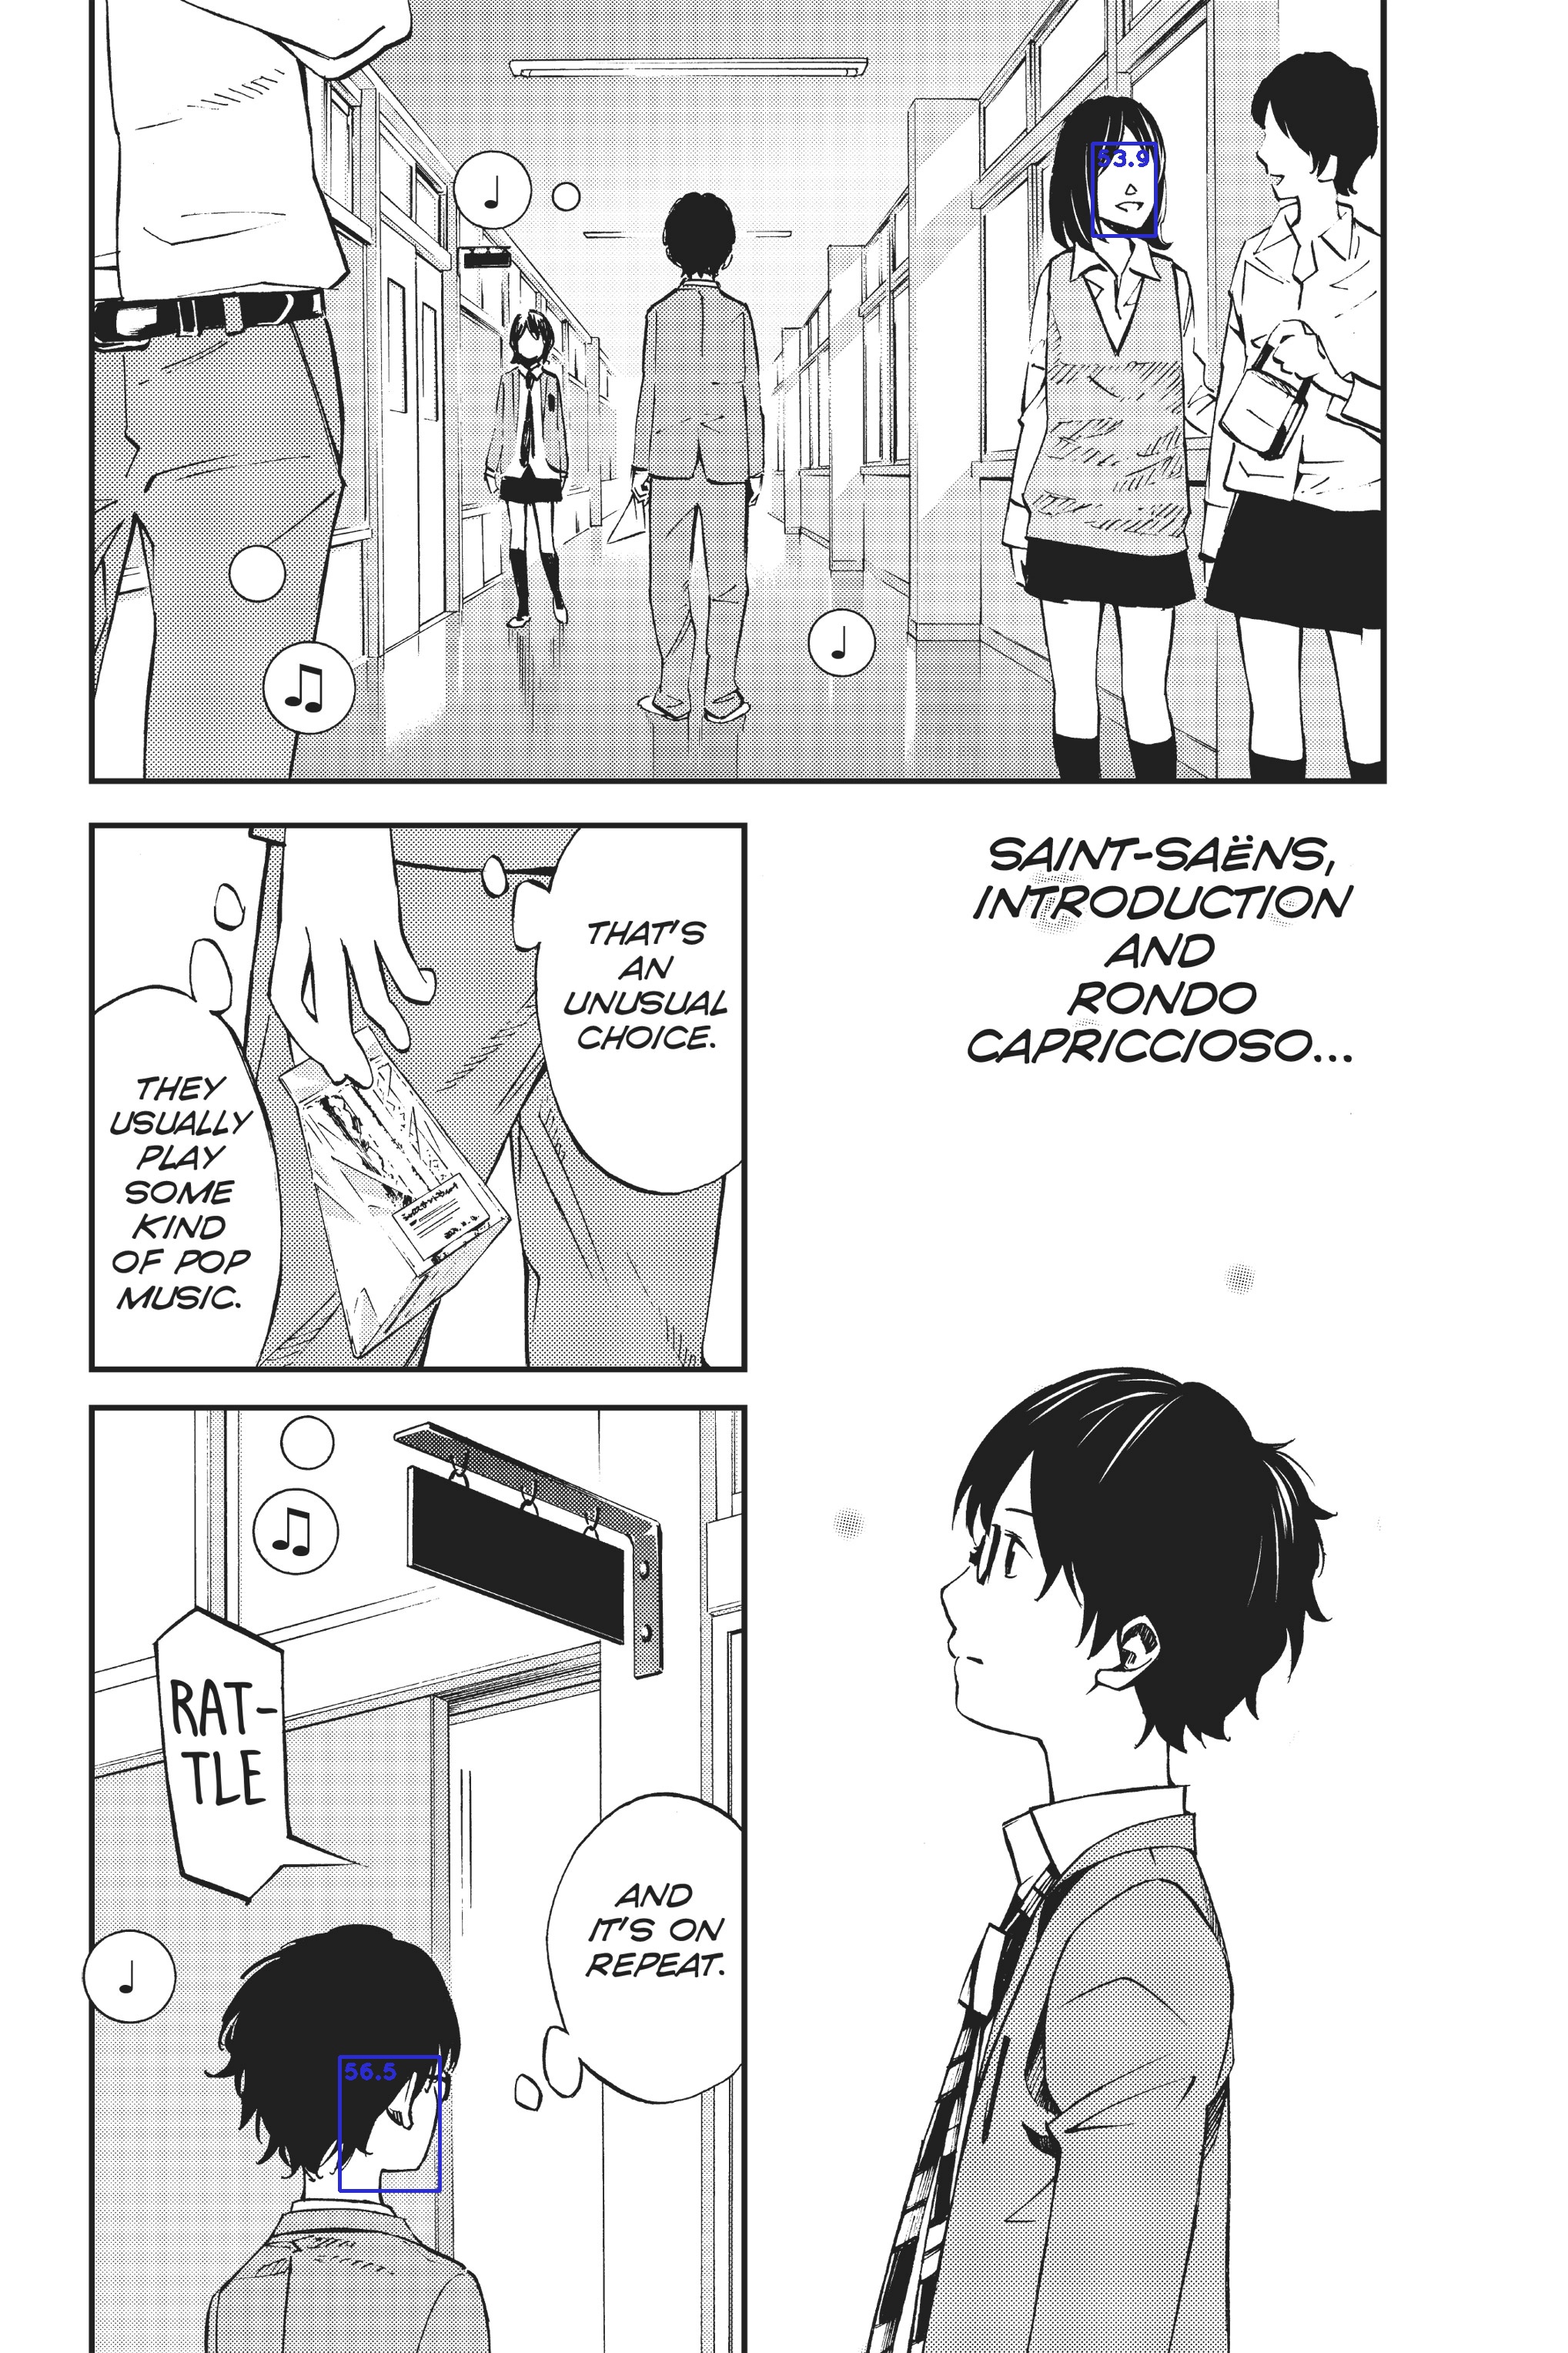 53.9
SAINT-SAËNS,
INTRODUCTION
AND
RONDO
CAPRICCIOSO...
THAT'S
AN
UNUSUAL
CHOICE.
THEY
USUALLY
PLAY
SOME
KIND
OF POP
MUSIC.
RAT-
TLE
AND
IT'S ON
REPEAT.
56.5